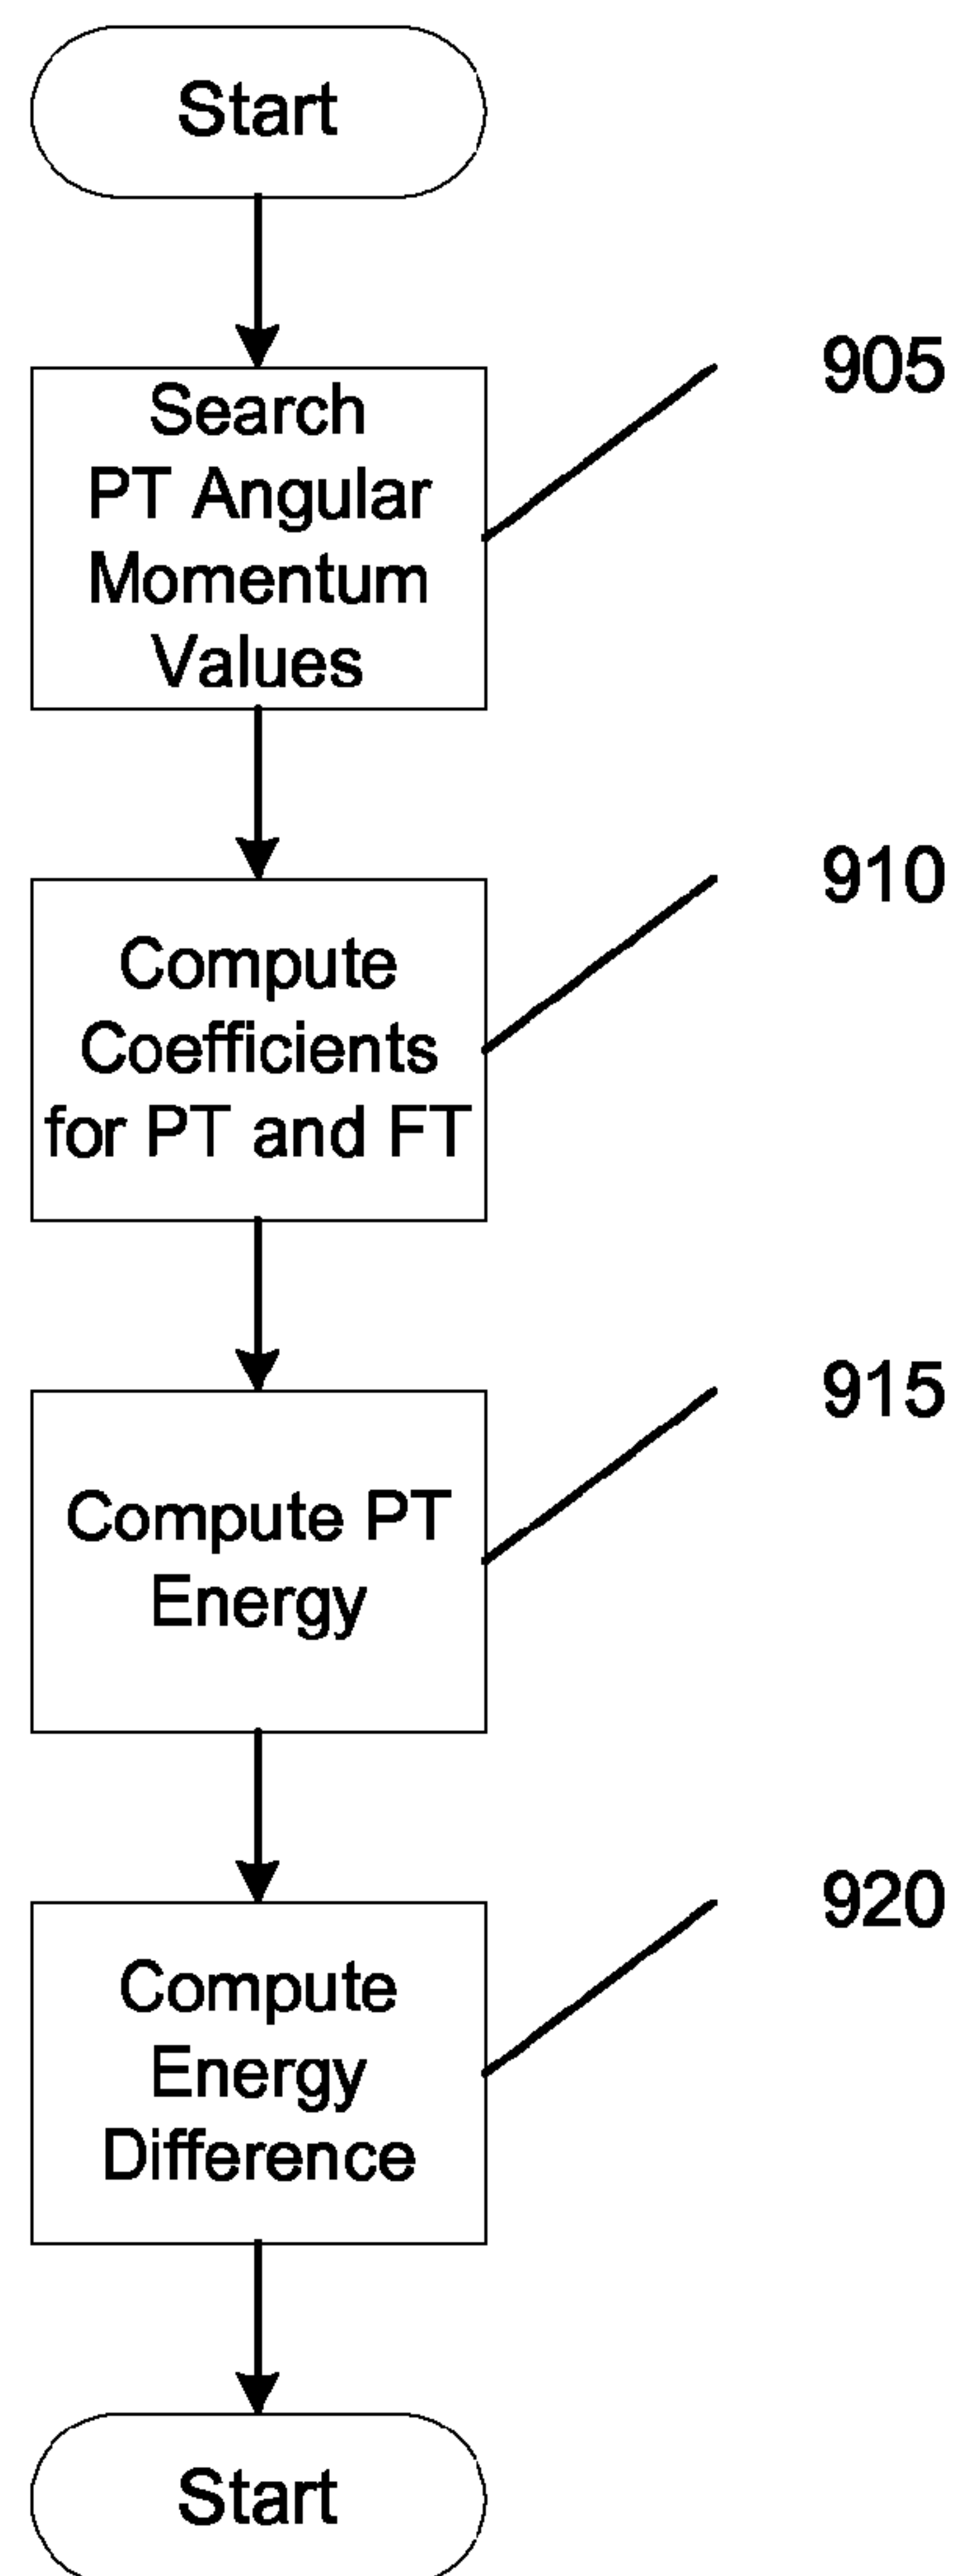 Start
Search
PT Angular
Momentum
Values
905
Compute
Coefficients
for PT and FT
910
Compute PT
Energy
915
Compute
Energy
Difference
920
Start